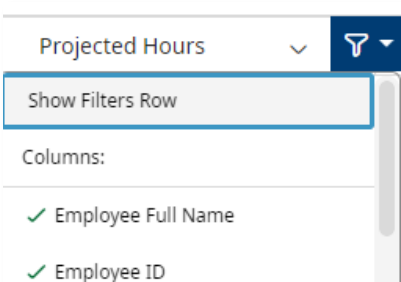 Projected Hours
Show Filters Row
Columns:
Employee Full Name
Employee ID